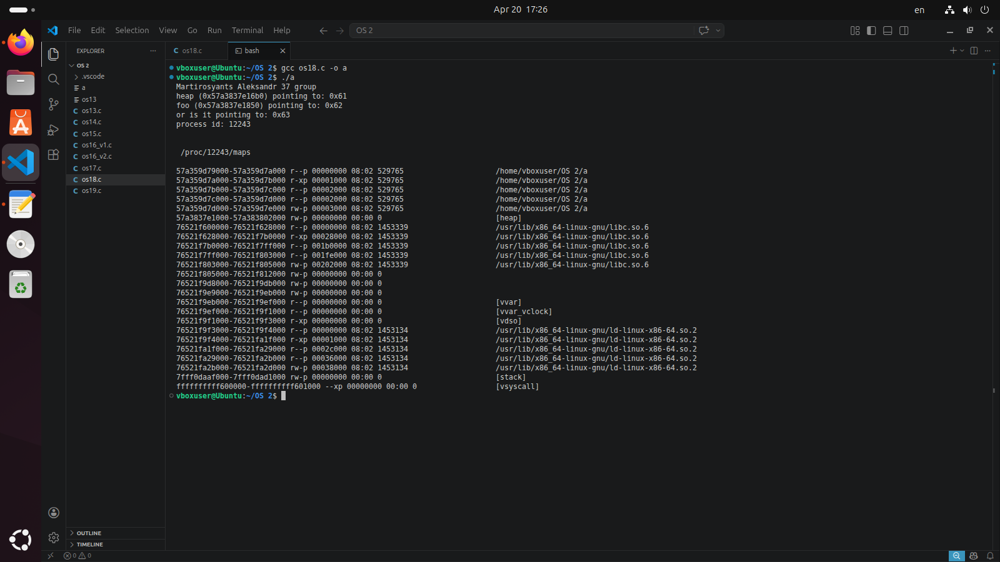 Apr 20 17:26
en
File Edit Selection View Go Run Terminal Help
OS 2
EXPLORER
OS 2
.vscode
a
os13
os13.c
os14.c
os15.c
os16_v1.c
os16_v2.c
os17.c
os18.c
os19.c
OUTLINE
TIMELINE
os18.c
bash
vboxuser@Ubuntu:~/OS 2$ gcc os18.c -o a
vboxuser@Ubuntu:~/OS 2$ ./a
Martirosyants Aleksandr 37 group
heap (0x57a3837e16b0) pointing to: 0x61
foo (0x57a3837e1850) pointing to: 0x62
or is it pointing to: 0x63
process id: 12243
/proc/12243/maps
57a359d79000-57a359d7a000 r--p 00000000 08:02 529765 /home/vboxuser/OS 2/a
57a359d7a000-57a359d7b000 r-xp 00001000 08:02 529765 /home/vboxuser/OS 2/a
57a359d7b000-57a359d7c000 r--p 00002000 08:02 529765 /home/vboxuser/OS 2/a
57a359d7c000-57a359d7d000 r--p 00002000 08:02 529765 /home/vboxuser/OS 2/a
57a359d7d000-57a359d7e000 rw-p 00003000 08:02 529765 /home/vboxuser/OS 2/a
57a3837e1000-57a383802000 rw-p 00000000 00:00 0 [heap]
76521f600000-76521f628000 r--p 00000000 08:02 1453339 /usr/lib/x86_64-linux-gnu/libc.so.6
76521f628000-76521f7b0000 r-xp 00028000 08:02 1453339 /usr/lib/x86_64-linux-gnu/libc.so.6
76521f7b0000-76521f7ff000 r--p 001b0000 08:02 1453339 /usr/lib/x86_64-linux-gnu/libc.so.6
76521f7ff000-76521f803000 r--p 001fe000 08:02 1453339 /usr/lib/x86_64-linux-gnu/libc.so.6
76521f803000-76521f805000 rw-p 00202000 08:02 1453339 /usr/lib/x86_64-linux-gnu/libc.so.6
76521f805000-76521f812000 rw-p 00000000 00:00 0
76521f9d8000-76521f9db000 rw-p 00000000 00:00 0
76521f9e9000-76521f9eb000 rw-p 00000000 00:00 0
76521f9eb000-76521f9ef000 r--p 00000000 00:00 0 [vvar]
76521f9ef000-76521f9f1000 r--p 00000000 00:00 0 [vvar_vclock]
76521f9f1000-76521f9f3000 r-xp 00000000 00:00 0 [vdso]
76521f9f3000-76521f9f4000 r--p 00000000 08:02 1453134 /usr/lib/x86_64-linux-gnu/ld-linux-x86-64.so.2
76521f9f4000-76521fa1f000 r-xp 00001000 08:02 1453134 /usr/lib/x86_64-linux-gnu/ld-linux-x86-64.so.2
76521fa1f000-76521fa29000 r--p 0002c000 08:02 1453134 /usr/lib/x86_64-linux-gnu/ld-linux-x86-64.so.2
76521fa29000-76521fa2b000 r--p 00036000 08:02 1453134 /usr/lib/x86_64-linux-gnu/ld-linux-x86-64.so.2
76521fa2b000-76521fa2d000 rw-p 00038000 08:02 1453134 /usr/lib/x86_64-linux-gnu/ld-linux-x86-64.so.2
7fff0daaf000-7fff0dad1000 rw-p 00000000 00:00 0 [stack]
ffffffffff600000-ffffffffff601000 --xp 00000000 00:00 0 [vsyscall]
vboxuser@Ubuntu:~/OS 2$
0 0